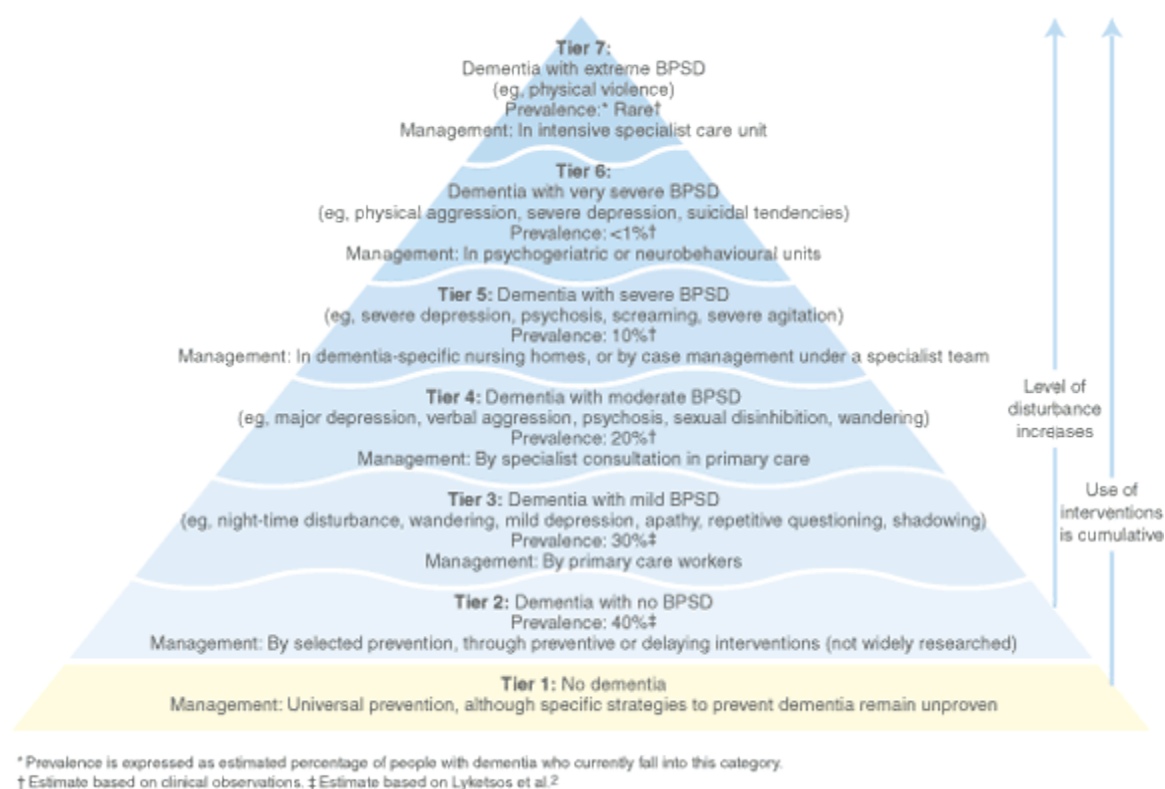 Tier 7:
Dementia with extreme BPSD
(eg, physical violence)
Prevalence:* Rare†
Management: In intensive specialist care unit
Tier 6:
Dementia with very severe BPSD
(eg, physical aggression, severe depression, suicidal tendencies)
Prevalence: <1%†
Management: In psychogeriatric or neurobehavioural units
Tier 5: Dementia with severe BPSD
(eg, severe depression, psychosis, screaming, severe agitation)
Prevalence: 10%†
Management: In dementia-specific nursing homes, or by case management under a specialist team
Tier 4: Dementia with moderate BPSD
(eg, major depression, verbal aggression, psychosis, sexual disinhibition, wandering)
Prevalence: 20%†
Management: By specialist consultation in primary care
Tier 3: Dementia with mild BPSD
(eg, night-time disturbance, wandering, mild depression, apathy, repetitive questioning, shadowing)
Prevalence: 30%‡
Management: By primary care workers
Tier 2: Dementia with no BPSD
Prevalence: 40%‡
Management: By selected prevention, through preventive or delaying interventions (not widely researched)
Tier 1: No dementia
Management: Universal prevention, although specific strategies to prevent dementia remain unproven
Level of
disturbance
increases
Use of
interventions
is cumulative
* Prevalence is expressed as estimated percentage of people with dementia who currently fall into this category.
† Estimate based on clinical observations. ‡ Estimate based on Lyketsos et al.2